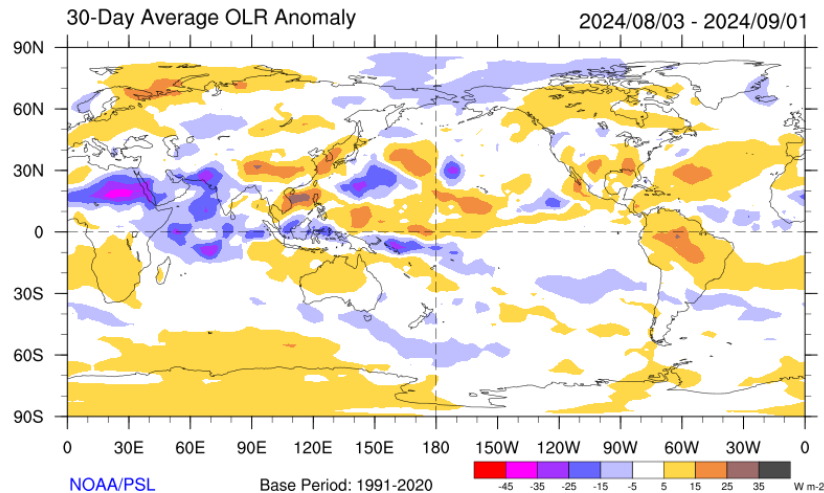 30-Day Average OLR Anomaly 2024/08/03 - 2024/09/01
90N
60N
30N
0
30S
60S
90S
0 30E 60E 90E 120E 150E 180 150W 120W 90W 60W 30W 0
NOAA/PSL Base Period: 1991-2020
-45 -35 -25 -15 -5 5 15 25 35 W m-2